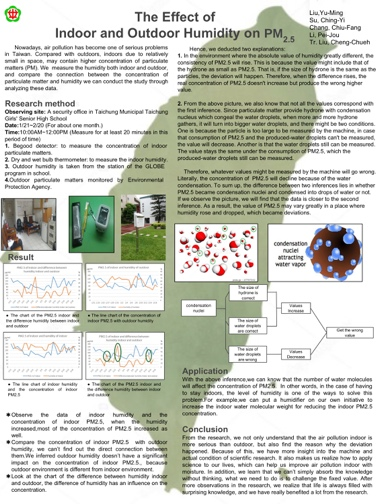 The Effect of
Indoor and Outdoor Humidity on PM2.5
Liu,Yu-Ming
Su, Ching-Yi
Chang, Chiu-Fang
Li, Pei-Jou
Tr. Liu, Cheng-Chueh
Nowadays, air pollution has become one of serious problems
in Taiwan. Compared with outdoors, indoors due to relatively
small in space, may contain higher concentration of particulate
matters (PM). We measure the humidity both indoor and outdoor.
and compare the connection between the concentration of
particulate matter and humidity we can conduct the study through
analyzing these data.
Research method
Observing site: A security office in Taichung Municipal Taichung
Girls' Senior High School
Date:1/21~2/20 (For about one month.)
Time:10:00AM~12:00PM (Measure for at least 20 minutes in this
period of time)
1. Begood detector: to measure the concentration of indoor
particulate matters.
2. Dry and wet bulb thermometer: to measure the indoor humidity.
3. Outdoor humidity is taken from the station of the GLOBE
program in school.
4.Outdoor particulate matters monitored by Environmental
Protection Agency.
Result
● The chart of the PM2.5 indoor and
the difference humidity between indoor
and outdoor
● The line chart of the concentration of
indoor PM2.5 with outdoor humidity
● The line chart of indoor humidity
and the concentration of indoor
PM2.5
● The chart of the PM2.5 indoor and the
difference humidity between indoor
and outdoor
✱Observe the data of indoor humidity and the
concentration of indoor PM2.5, when the humidity
increased,most of the concentration of PM2.5 increased as
well.
✱Compare the concentration of indoor PM2.5 with outdoor
humidity, we can't find out the direct connection between
them.We inferred outdoor humidity doesn't have a significant
impact on the concentration of indoor PM2.5, because
outdoor environment is different from indoor environment.
✱Look at the chart of the difference between humidity indoor
and outdoor, the difference of humidity has an influence on the
concentration.
Hence, we deducted two explanations:
1. In the environment where the absolute value of humidity greatly different, the
consistency of PM2.5 will rise. This is because the value might include that of
the hydrone as small as PM2.5. That is, if the size of hydrone is the same as the
particles, the deviation will happen. Therefore, when the difference rises, the
real concentration of PM2.5 doesn't increase but produce the wrong higher
value.
2. From the above picture, we also know that not all the values correspond with
the first inference. Since particulate matter provide hydrone with condensation
nucleus which congest the water droplets, when more and more hydrone
gathers, it will turn into bigger water droplets, and there might be two conditions.
One is because the particle is too large to be measured by the machine, in case
that consumption of PM2.5 and the produced-water droplets can't be measured,
the value will decrease. Another is that the water droplets still can be measured.
The value stays the same under the consumption of PM2.5, which the
produced-water droplets still can be measured.
Therefore, whatever values might be measured by the machine will go wrong.
Literally, the concentration of PM2.5 will decline because of the water
condensation. To sum up, the difference between two inferences lies in whether
PM2.5 became condensation nuclei and condensed into drops of water or not.
If we observe the picture, we will find that the data is closer to the second
inference. As a result, the value of PM2.5 may vary greatly in a place where
humidity rose and dropped, which became deviations.
condensation
nuclei
attracting
water vapor
condensation
nuclei
The size of
hydrone is
correct
The size of
water droplets
are correct
The size of
water droplets
are wrong
Values
Increase
Values
Decrease
Get the wrong
value
Application
With the above inference,we can know that the number of water molecules
will affect the concentration of PM2.5. In other words, in the case of having
to stay indoors, the level of humidity is one of the ways to solve this
problem.For example,we can put a humidifier on our own initiative to
increase the indoor water molecular weight for reducing the indoor PM2.5
concentration.
Conclusion
From the research, we not only understand that the air pollution indoor is
more serious than outdoor, but also find the reason why the deviation
happened. Because of this, we have more insight into the machine and
actual condition of scientific research. It also makes us realize how to apply
science to our lives, which can help us improve air pollution indoor with
moisture. In addition, we learn that we can't simply absorb the knowledge
without thinking, what we need to do is challenge the fixed value. After
more observations in the research, we realize that life is always filled with
surprising knowledge, and we have really benefited a lot from the research.